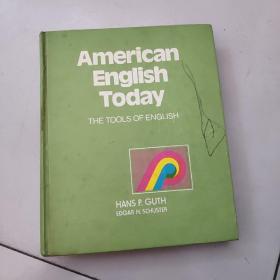 American
English
Today
THE TOOLS OF ENGLISH
HANS P. GUTH
EDGAR H. SCHUSTER